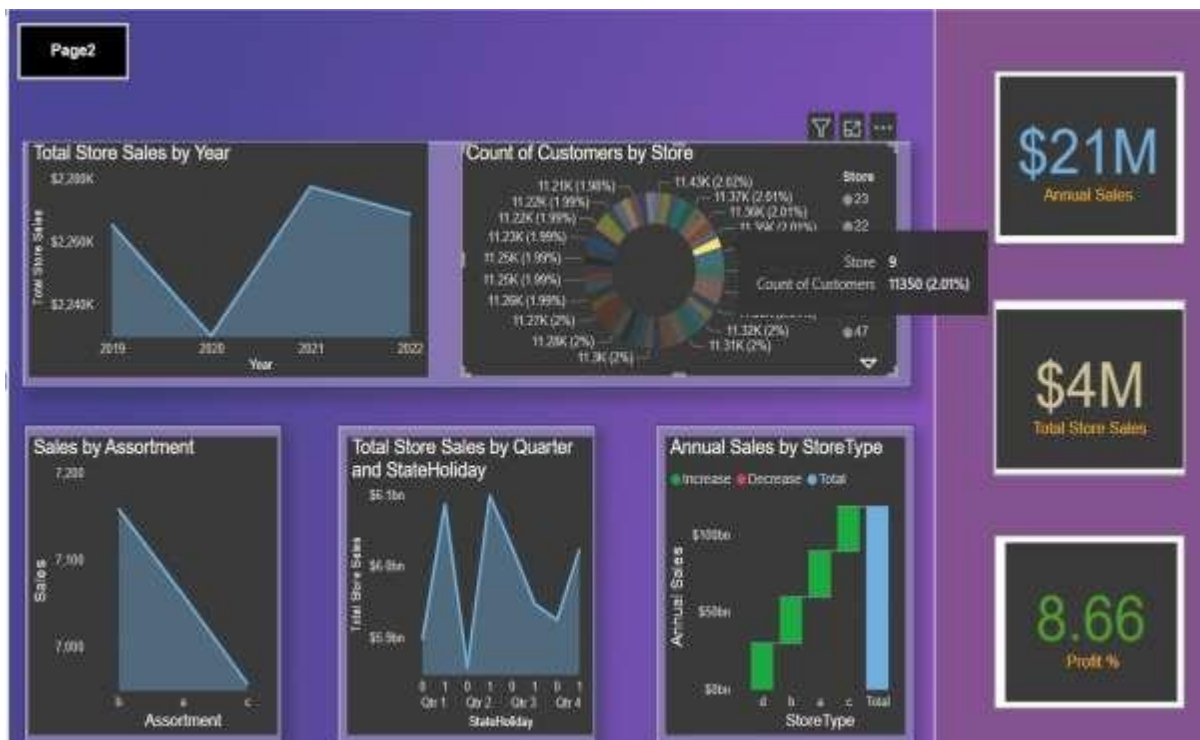 Page2
Total Store Sales by Year
$2,280K
$2,260K
$2,240K
Total Store Sales
2019 2020 2021 2022
Year
Count of Customers by Store
11.21K (1.98%)
11.22K (1.99%)
11.22K (1.99%)
11.23K (1.99%)
11.25K (1.99%)
11.25K (1.99%)
11.26K (1.99%)
11.27K (2%)
11.28K (2%)
11.3K (2%)
11.43K (2.02%)
11.37K (2.01%)
11.36K (2.01%)
11.32K (2%)
11.31K (2%)
Store
23
22
47
Store 9
Count of Customers 11350 (2.01%)
$21M
Annual Sales
$4M
Total Store Sales
8.66
Profit %
Sales by Assortment
7,200
7,100
7,000
Sales
b a c
Assortment
Total Store Sales by Quarter
and StateHoliday
$6.1bn
$6.0bn
$5.9bn
Total Store Sales
0 1 0 1 0 1 0 1
Qtr 1 Qtr 2 Qtr 3 Qtr 4
StateHoliday
Annual Sales by StoreType
Increase Decrease Total
$100bn
$50bn
$0bn
Annual Sales
d b a c Total
StoreType